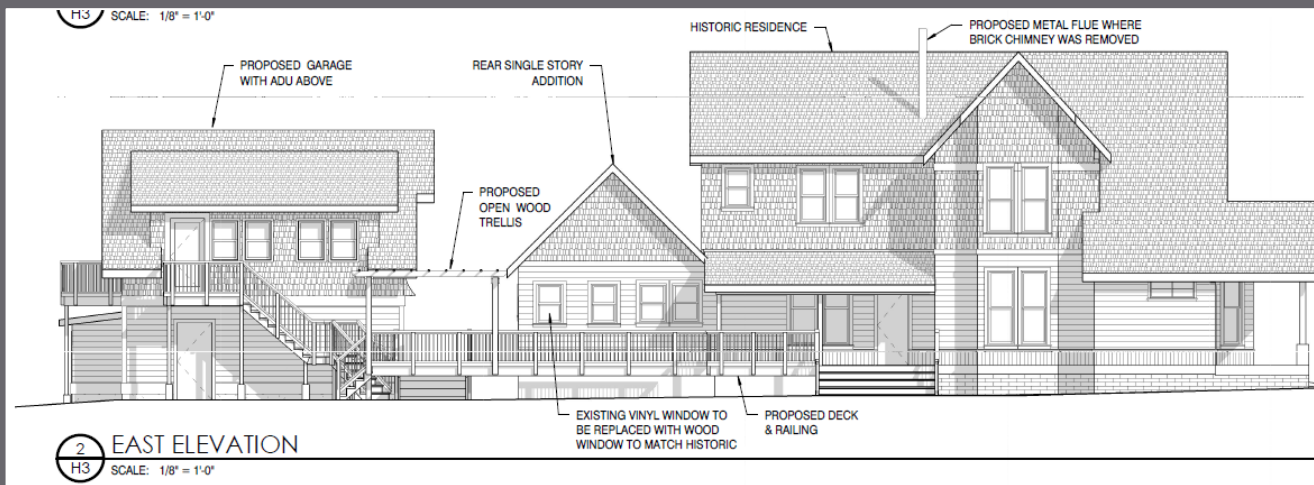 H3
SCALE: 1/8" = 1'-0"
HISTORIC RESIDENCE
PROPOSED METAL FLUE WHERE
BRICK CHIMNEY WAS REMOVED
PROPOSED GARAGE
WITH ADU ABOVE
REAR SINGLE STORY
ADDITION
PROPOSED
OPEN WOOD
TRELLIS
EXISTING VINYL WINDOW TO
BE REPLACED WITH WOOD
WINDOW TO MATCH HISTORIC
PROPOSED DECK
& RAILING
2
H3
EAST ELEVATION
SCALE: 1/8" = 1'-0"